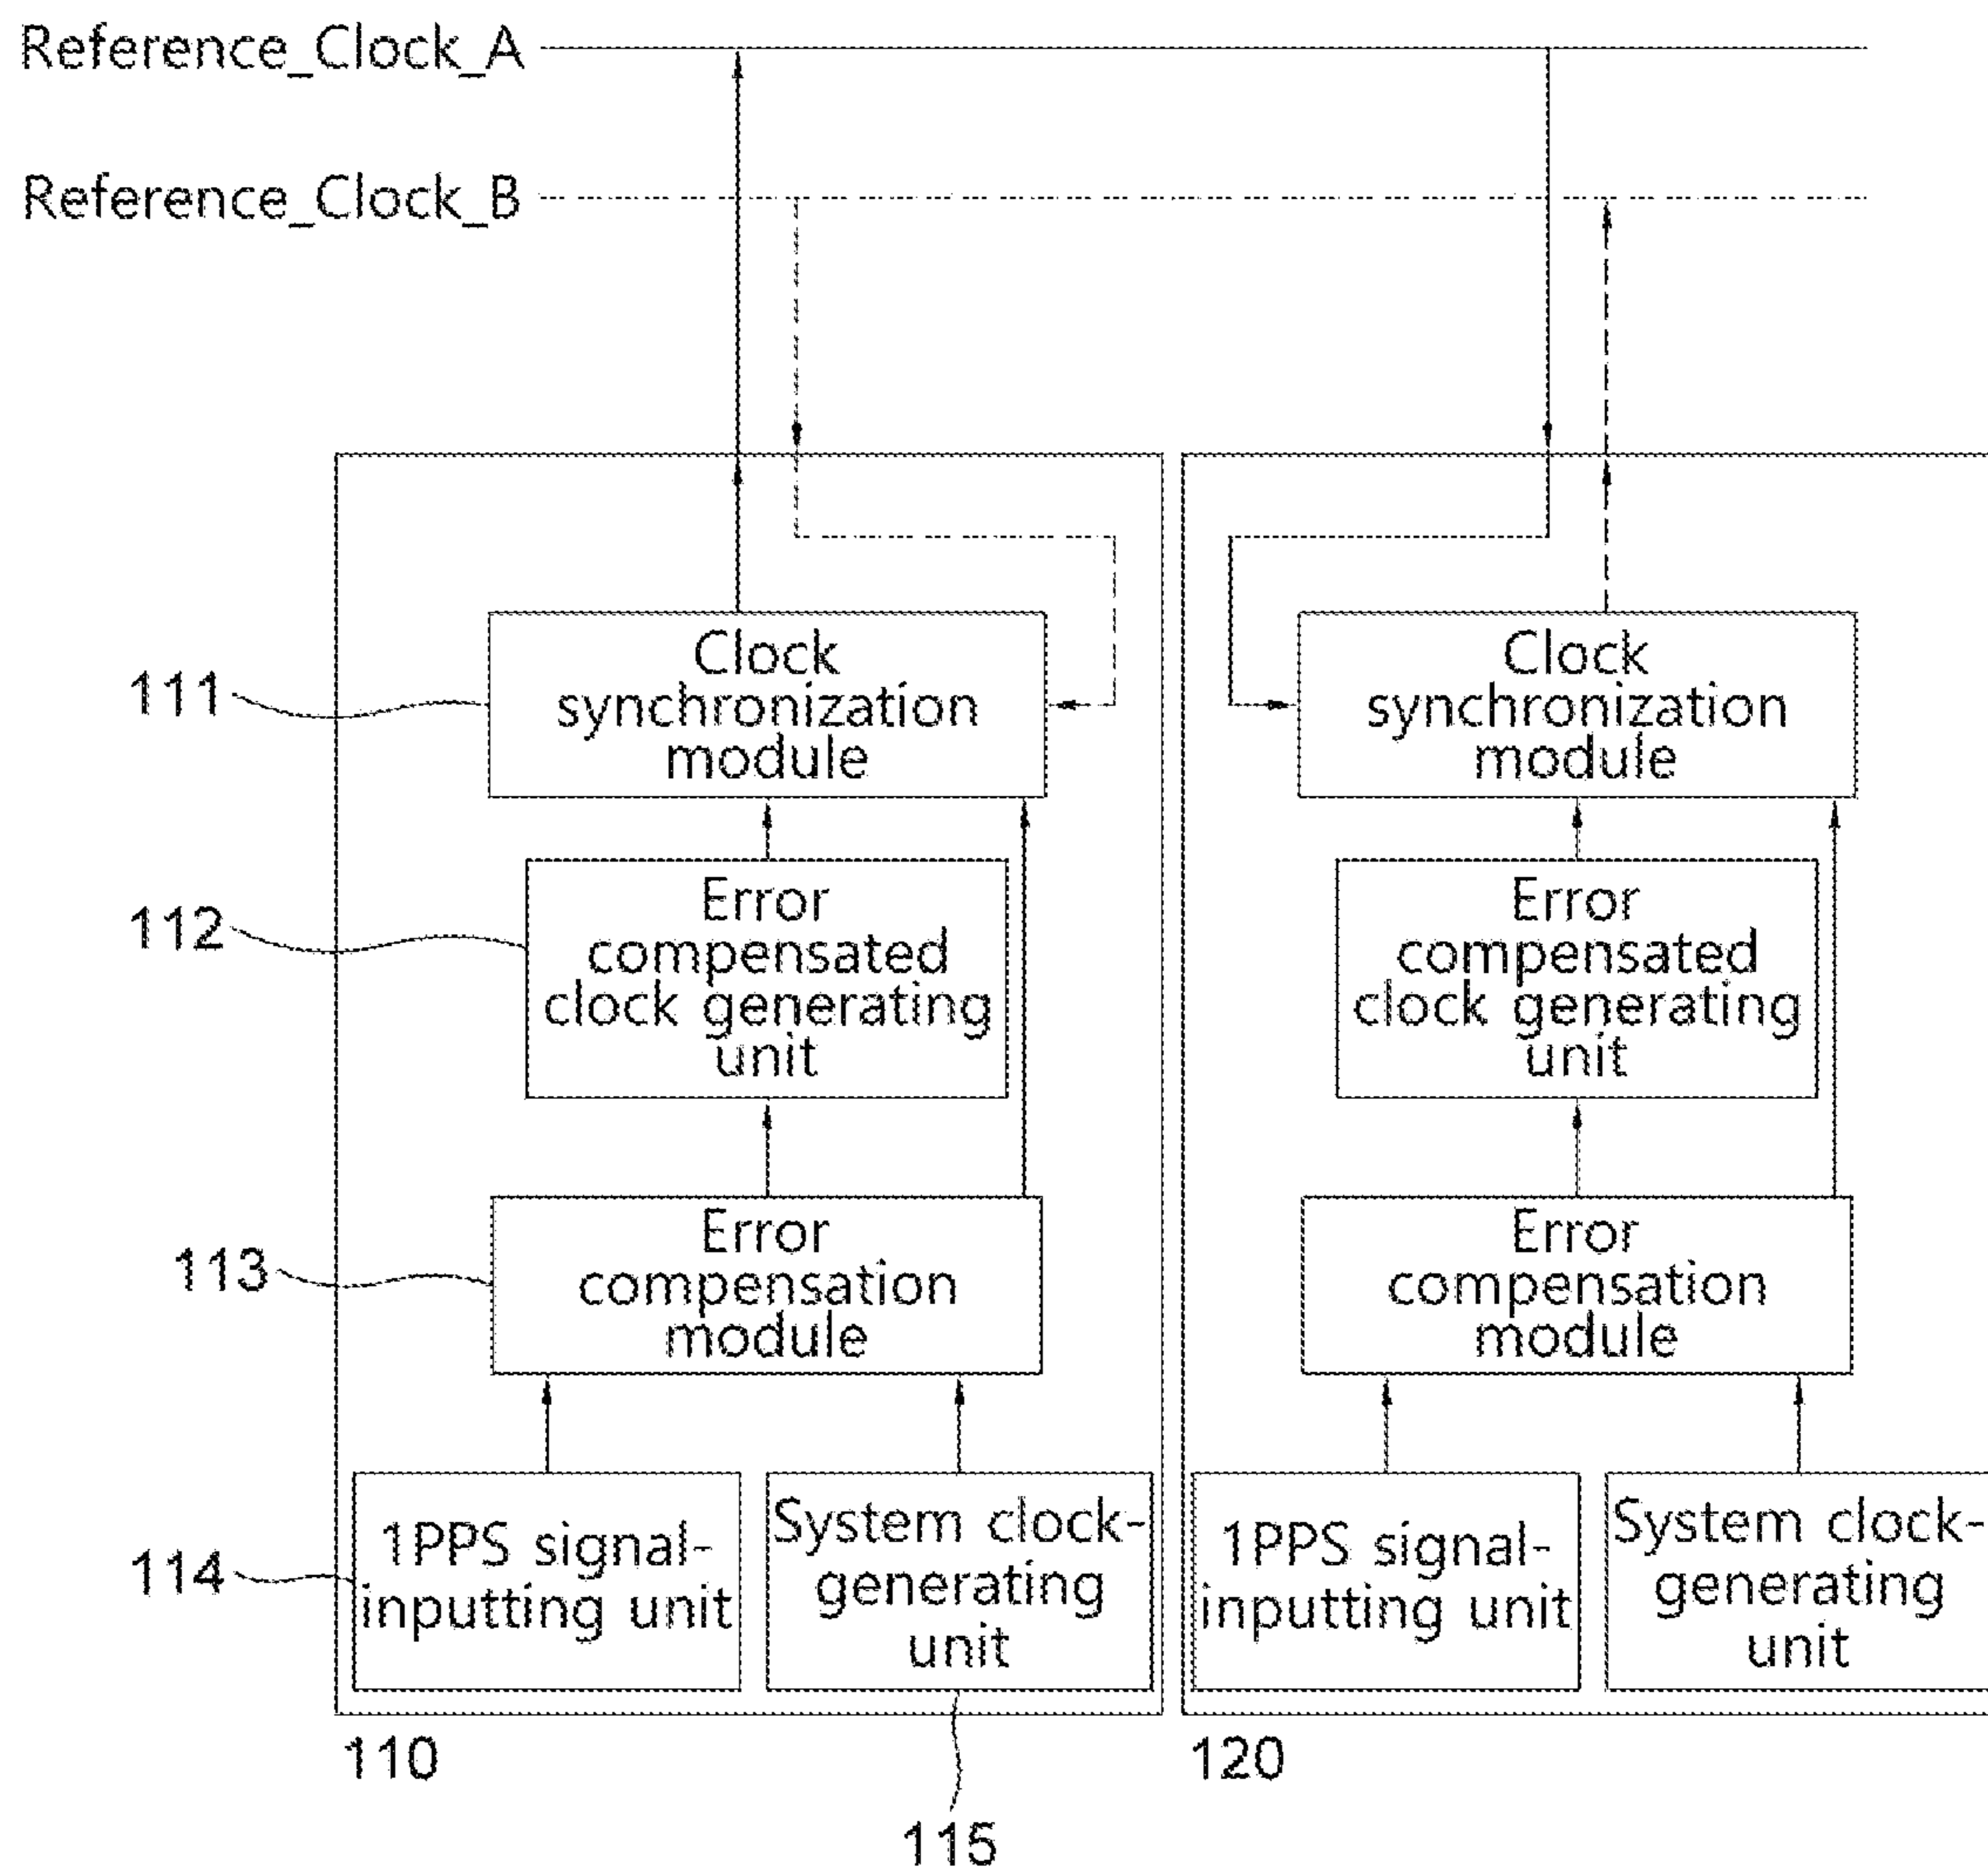 Reference_Clock_A
Reference_Clock_B
111
Clock
synchronization
module
112
Error
compensated
clock generating
unit
113
Error
compensation
module
114
1PPS signal-
inputting unit
System clock-
generating
unit
110
115
Clock
synchronization
module
Error
compensated
clock generating
unit
Error
compensation
module
1PPS signal-
inputting unit
System clock-
generating
unit
120